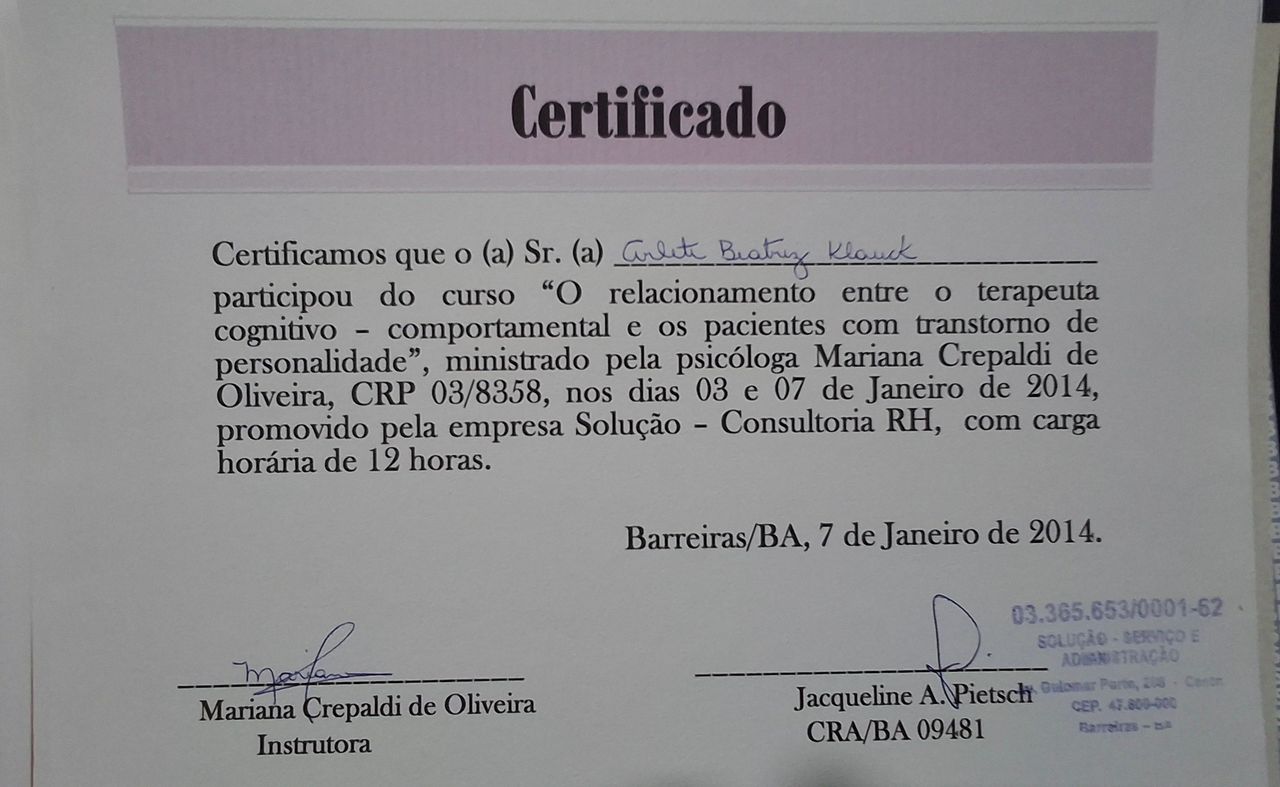 Certificado
Certificamos que o (a) Sr. (a) Arlete Beatriz Klauck
participou do curso “O relacionamento entre o terapeuta
cognitivo – comportamental e os pacientes com transtorno de
personalidade”, ministrado pela psicóloga Mariana Crepaldi de
Oliveira, CRP 03/8358, nos dias 03 e 07 de Janeiro de 2014,
promovido pela empresa Solução – Consultoria RH, com carga
horária de 12 horas.
Barreiras/BA, 7 de Janeiro de 2014.
03.365.653/0001-62
SOLUÇÃO - SERVIÇO E
ADMINISTRAÇÃO
CEP. 47.800-000
Barreiras – BA
Mariana Crepaldi de Oliveira
Instrutora
Jacqueline A. Pietsch
CRA/BA 09481